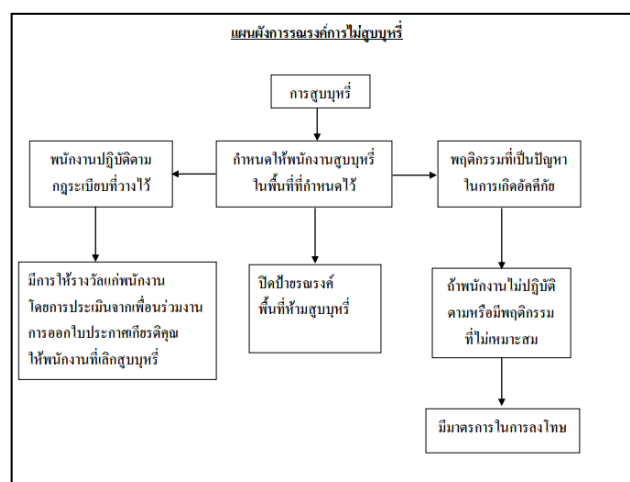 แผนผังการรณรงค์การไม่สูบบุหรี่
การสูบบุหรี่
พนักงานปฏิบัติตาม
กฎระเบียบที่วางไว้
กำหนดให้พนักงานสูบบุหรี่
ในพื้นที่ที่กำหนดไว้
พฤติกรรมที่เป็นปัญหา
ในการเกิดอัคคีภัย
มีการให้รางวัลแก่พนักงาน
โดยการประเมินจากเพื่อนร่วมงาน
การออกใบประกาศเกียรติคุณ
ให้พนักงานที่เลิกสูบบุหรี่
ปิดป้ายรณรงค์
พื้นที่ห้ามสูบบุหรี่
ถ้าพนักงานไม่ปฏิบัติ
ตามหรือมีพฤติกรรม
ที่ไม่เหมาะสม
มีมาตรการในการลงโทษ